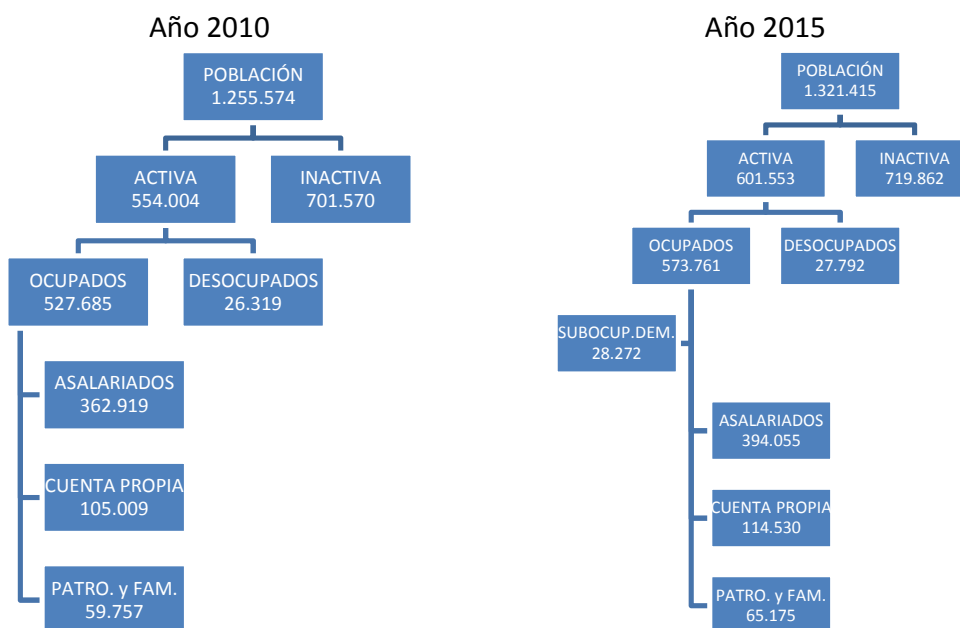 Año 2010
POBLACIÓN
1.255.574
ACTIVA
554.004
INACTIVA
701.570
OCUPADOS
527.685
DESOCUPADOS
26.319
ASALARIADOS
362.919
CUENTA PROPIA
105.009
PATRO. y FAM.
59.757
Año 2015
POBLACIÓN
1.321.415
ACTIVA
601.553
INACTIVA
719.862
OCUPADOS
573.761
DESOCUPADOS
27.792
SUBOCUP.DEM.
28.272
ASALARIADOS
394.055
CUENTA PROPIA
114.530
PATRO. y FAM.
65.175